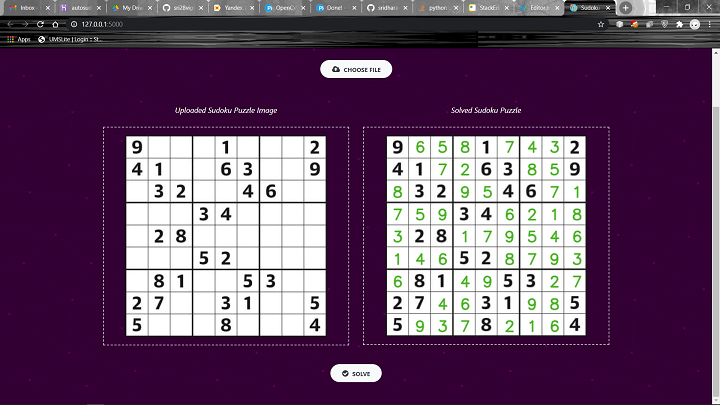 Inbox
autosu
My Driv
sri28vig
Yandex
OpenC
Done!
sridhara
python
StackEx
Editor s
Sudoku
127.0.0.1:5000
Apps
UMSLite | Login :: St...
CHOOSE FILE
Uploaded Sudoku Puzzle Image
9 1 2
4 1 6 3 9
3 2 4 6
3 4
2 8
5 2
8 1 5 3
2 7 3 1 5
5 8 4
Solved Sudoku Puzzle
9 6 5 8 1 7 4 3 2
4 1 7 2 6 3 8 5 9
8 3 2 9 5 4 6 7 1
7 5 9 3 4 6 2 1 8
3 2 8 1 7 9 5 4 6
1 4 6 5 2 8 7 9 3
6 8 1 4 9 5 3 2 7
2 7 4 6 3 1 9 8 5
5 9 3 7 8 2 1 6 4
SOLVE